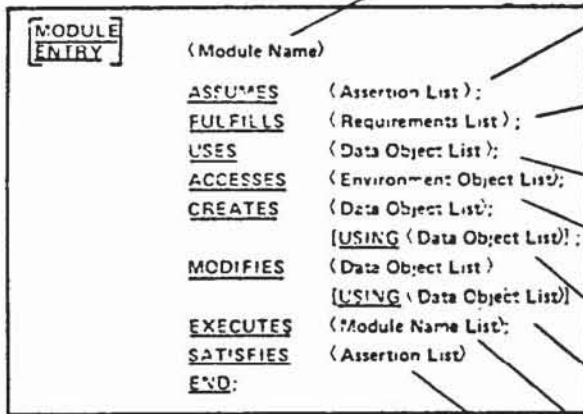 [MODULE
ENTRY] (Module Name)
ASSUMES (Assertion List);
FULFILLS (Requirements List);
USES (Data Object List);
ACCESSES (Environment Object List);
CREATES (Data Object List);
[USING (Data Object List)];
MODIFIES (Data Object List)
[USING (Data Object List)]
EXECUTES (Module Name List);
SATISFIES (Assertion List)
END;